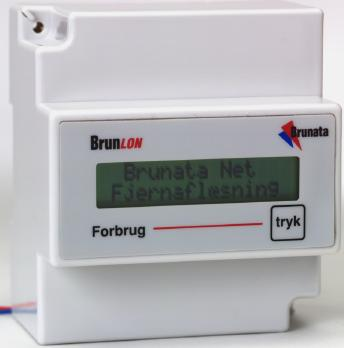 BrunLON
Brunata
Brunata Net
Fjernaflæsning
Forbrug
tryk